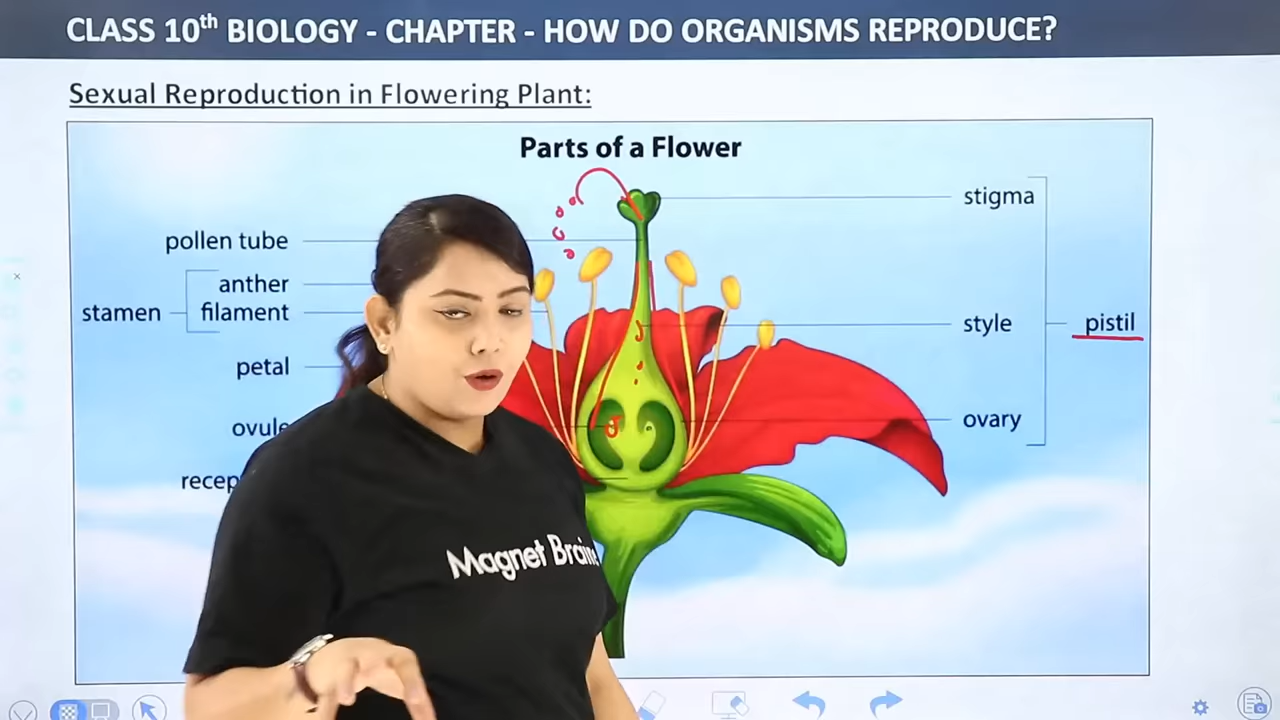 CLASS 10th BIOLOGY - CHAPTER - HOW DO ORGANISMS REPRODUCE?
Sexual Reproduction in Flowering Plant:
Parts of a Flower
stigma
pollen tube
anther
stamen
filament
style
pistil
petal
ovary
Magnet